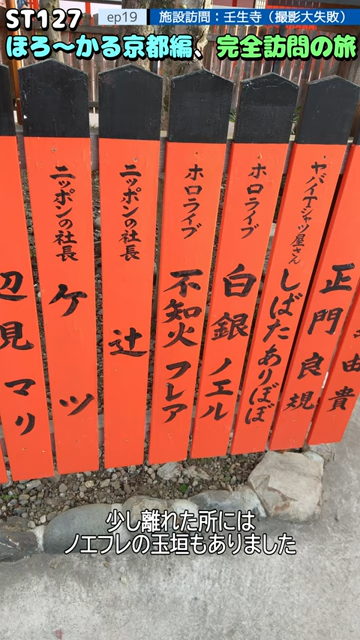 ST127
ep19
施設訪問：壬生寺（撮影大失敗）
ほろ～かる京都編、完全訪問の旅
ヤバイTシャツ屋さん
しばたありぼぼ
正門良規
ホロライブ
白銀ノエル
ホロライブ
不知火フレア
ニッポンの社長
辻
ニッポンの社長
ケツ
辺見マリ
少し離れた所には
ノエフレの玉垣もありました